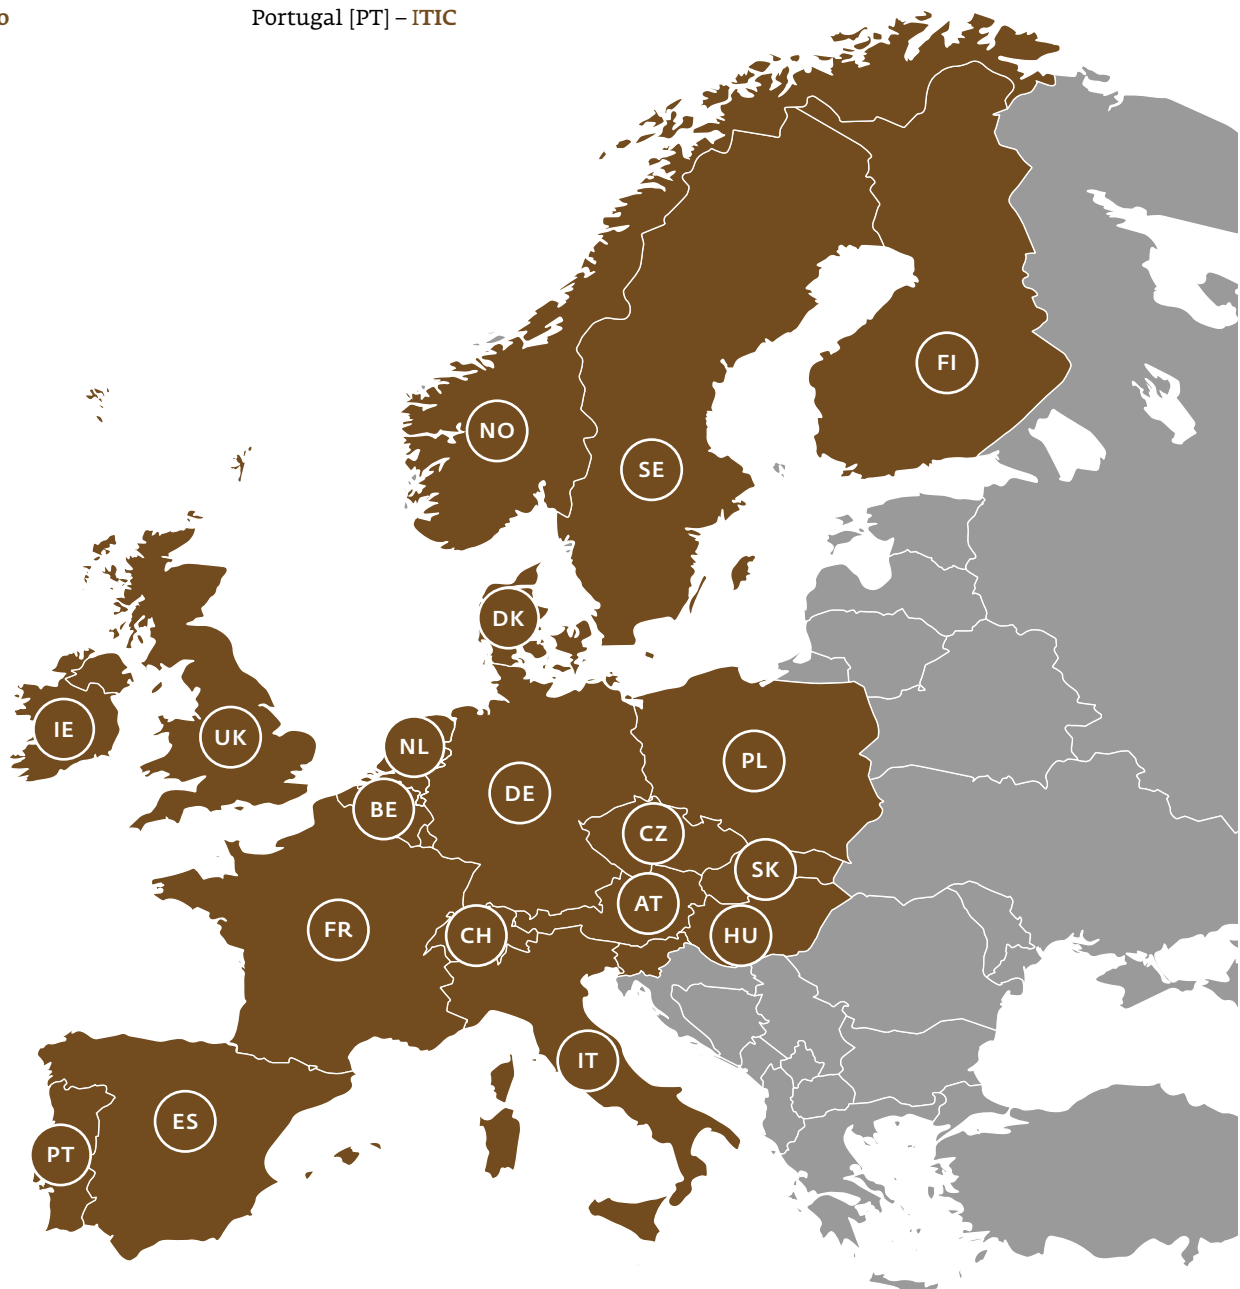 o Portugal [PT] – ITIC
FI
NO
SE
DK
IE
UK
NL
PL
DE
BE
CZ
SK
AT
FR
CH
HU
IT
ES
PT